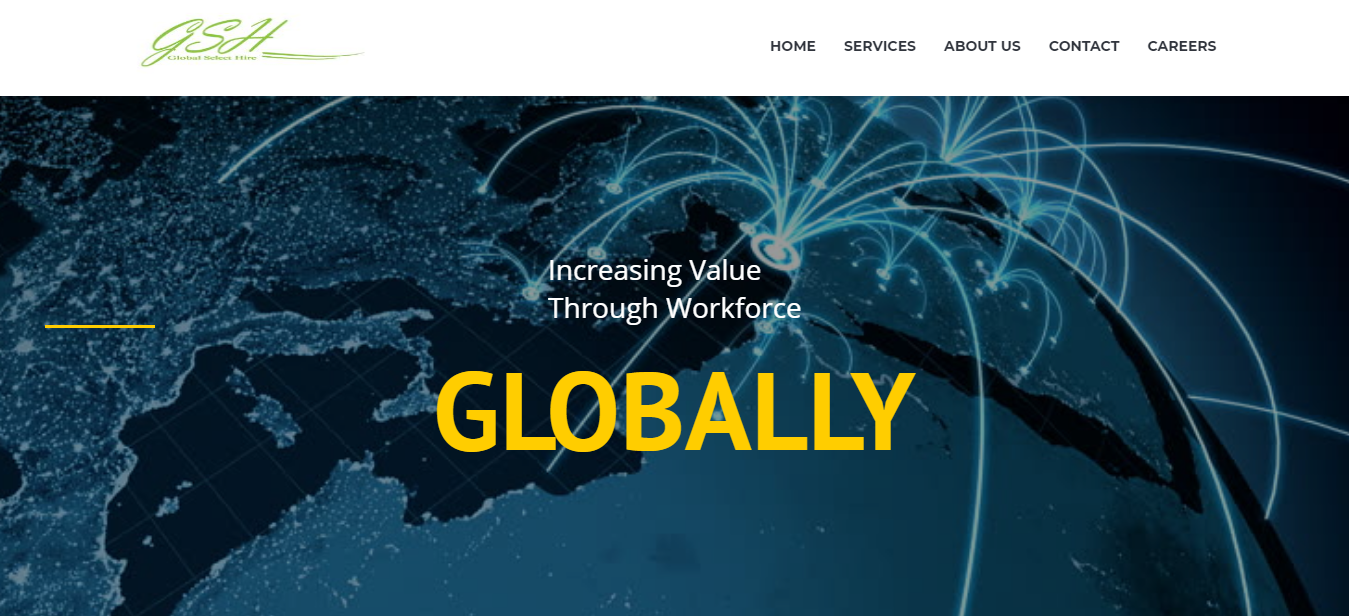 GSH
Global Select Hire
HOME SERVICES ABOUT US CONTACT CAREERS
Increasing Value
Through Workforce
GLOBALLY